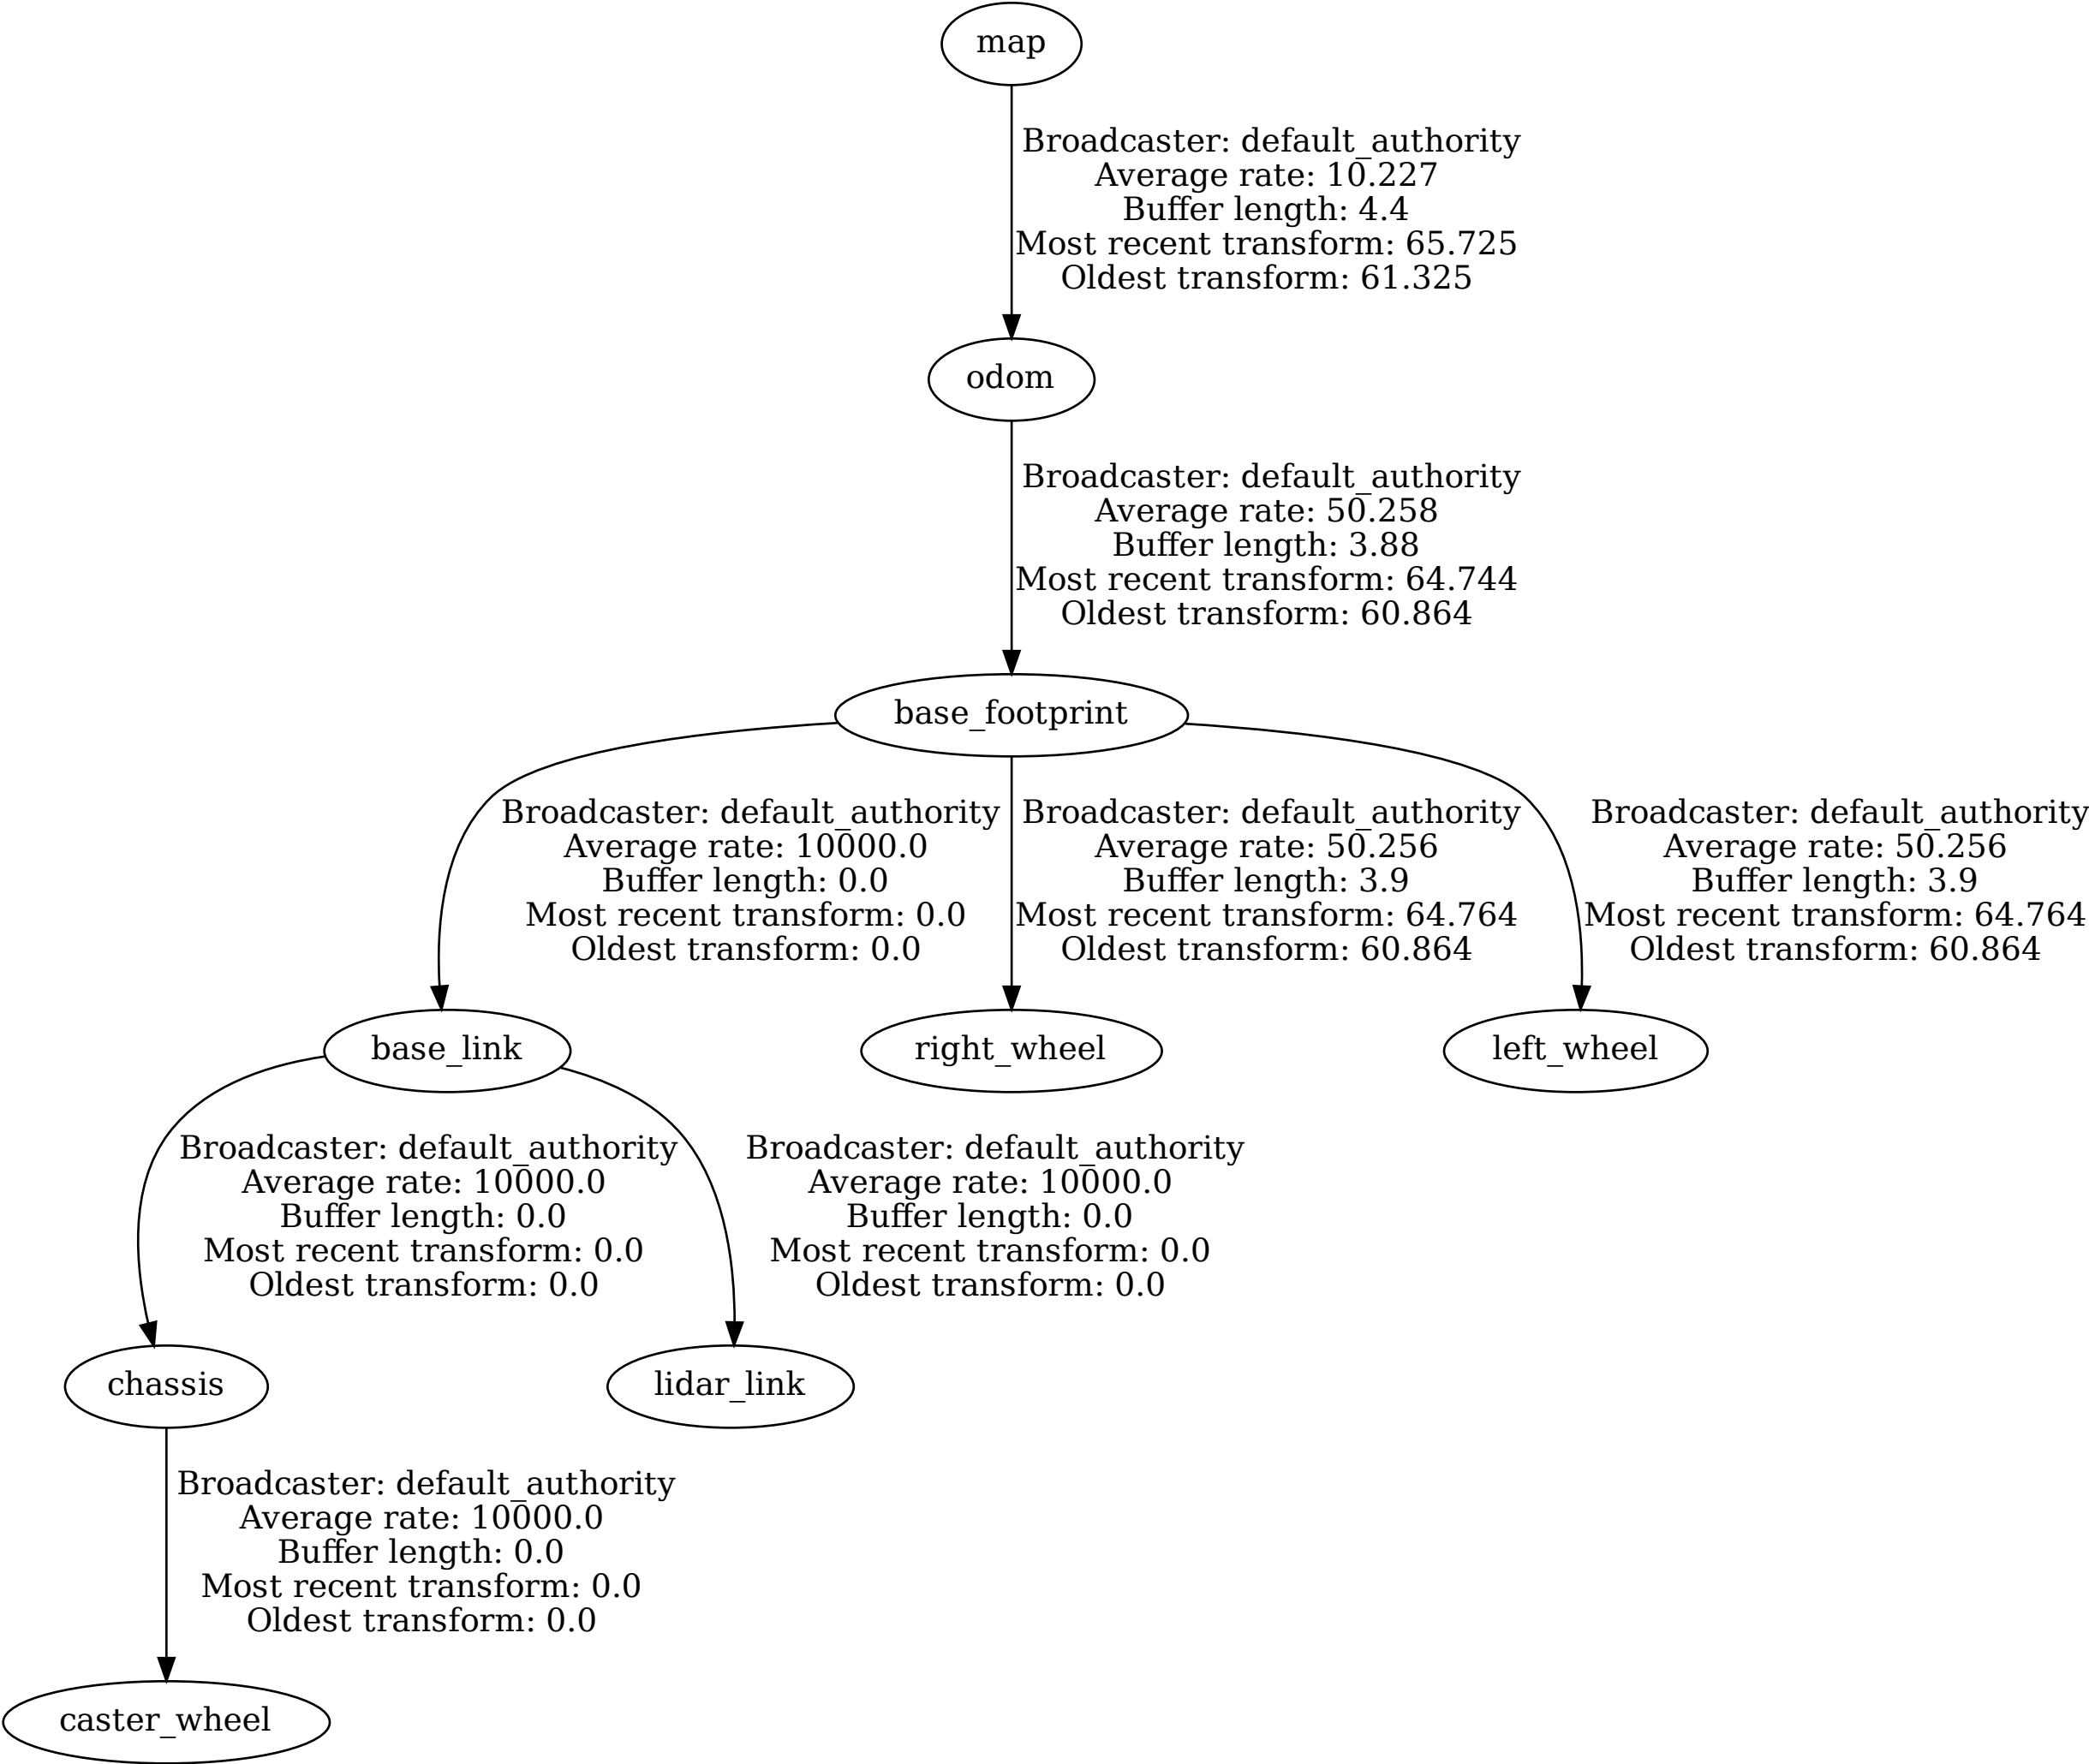 map
Broadcaster: default_authority
Average rate: 10.227
Buffer length: 4.4
Most recent transform: 65.725
Oldest transform: 61.325
odom
Broadcaster: default_authority
Average rate: 50.258
Buffer length: 3.88
Most recent transform: 64.744
Oldest transform: 60.864
base_footprint
Broadcaster: default_authority
Average rate: 10000.0
Buffer length: 0.0
Most recent transform: 0.0
Oldest transform: 0.0
Broadcaster: default_authority
Average rate: 50.256
Buffer length: 3.9
Most recent transform: 64.764
Oldest transform: 60.864
Broadcaster: default_authority
Average rate: 50.256
Buffer length: 3.9
Most recent transform: 64.764
Oldest transform: 60.864
base_link
right_wheel
left_wheel
Broadcaster: default_authority
Average rate: 10000.0
Buffer length: 0.0
Most recent transform: 0.0
Oldest transform: 0.0
Broadcaster: default_authority
Average rate: 10000.0
Buffer length: 0.0
Most recent transform: 0.0
Oldest transform: 0.0
chassis
lidar_link
Broadcaster: default_authority
Average rate: 10000.0
Buffer length: 0.0
Most recent transform: 0.0
Oldest transform: 0.0
caster_wheel